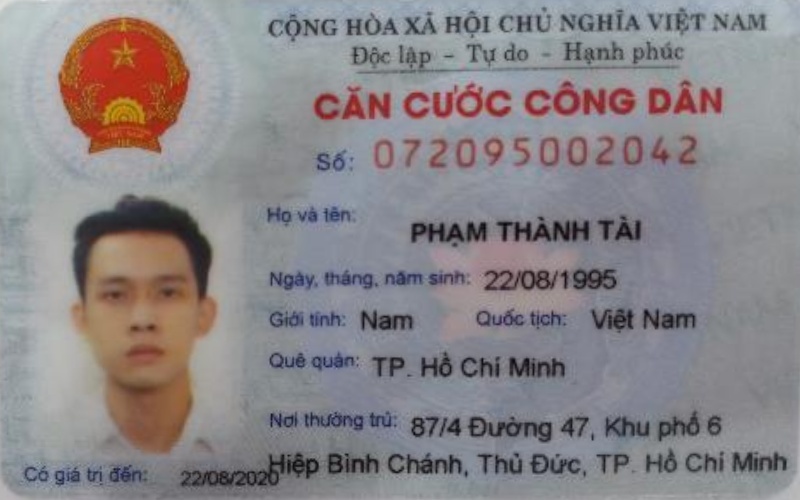 CỘNG HÒA XÃ HỘI CHỦ NGHĨA VIỆT NAM
Độc lập - Tự do - Hạnh phúc
CĂN CƯỚC CÔNG DÂN
Số: 072095002042
Họ và tên: PHẠM THÀNH TÀI
Ngày, tháng, năm sinh: 22/08/1995
Giới tính: Nam Quốc tịch: Việt Nam
Quê quán: TP. Hồ Chí Minh
Nơi thường trú: 87/4 Đường 47, Khu phố 6
Hiệp Bình Chánh, Thủ Đức, TP. Hồ Chí Minh
Có giá trị đến: 22/08/2020